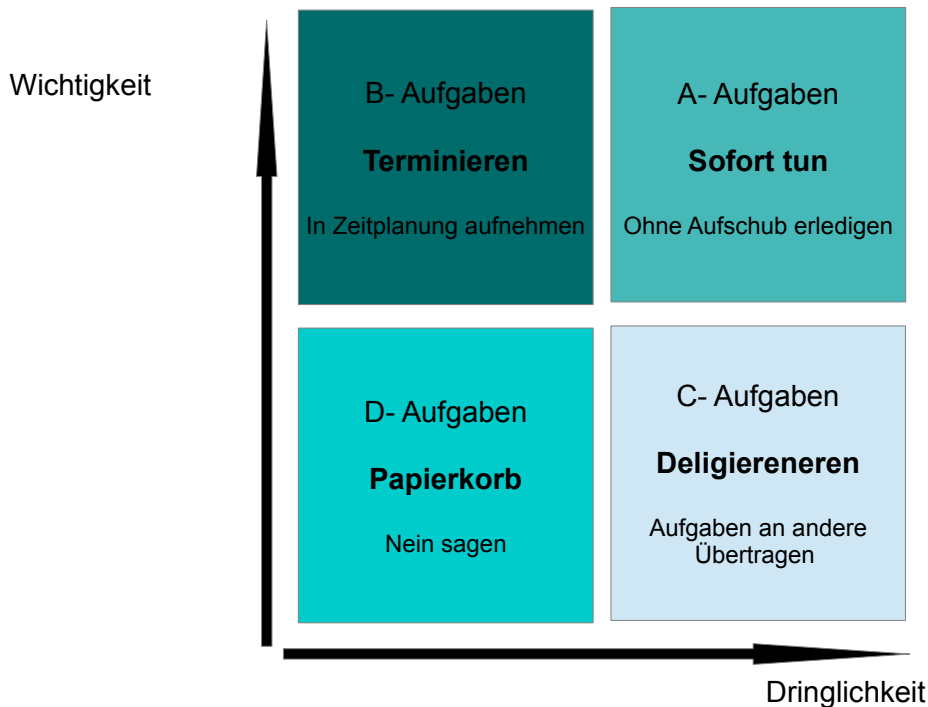 Wichtigkeit
B- Aufgaben
Terminieren
In Zeitplanung aufnehmen
A- Aufgaben
Sofort tun
Ohne Aufschub erledigen
D- Aufgaben
Papierkorb
Nein sagen
C- Aufgaben
Deligiereneren
Aufgaben an andere
Übertragen
Dringlichkeit